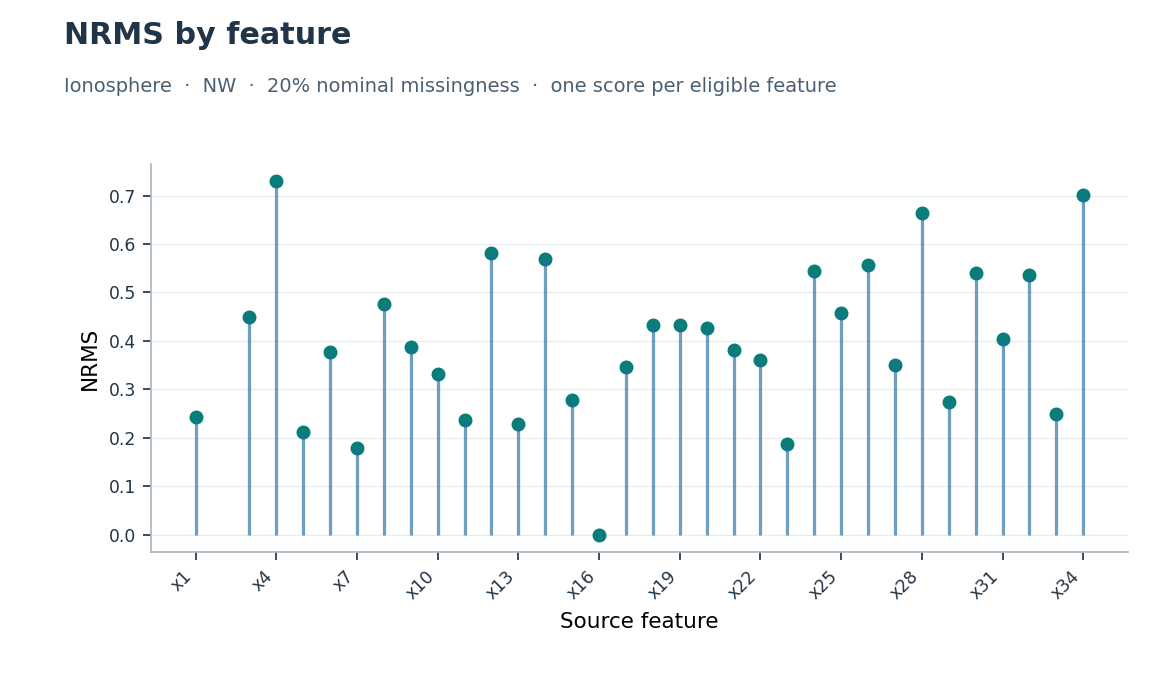 NRMS by feature
Ionosphere · NW · 20% nominal missingness · one score per eligible feature
NRMS
0.7
0.6
0.5
0.4
0.3
0.2
0.1
0.0
x1 x4 x7 x10 x13 x16 x19 x22 x25 x28 x31 x34
Source feature